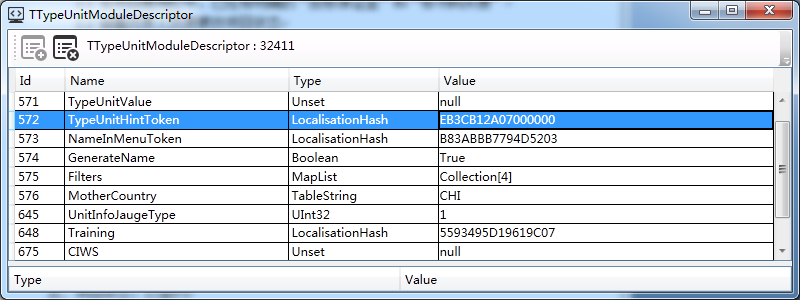 TTypeUnitModuleDescriptor
TTypeUnitModuleDescriptor : 32411
Id Name Type Value
571 TypeUnitValue Unset null
572 TypeUnitHintToken LocalisationHash EB3CB12A07000000
573 NameInMenuToken LocalisationHash B83ABBB7794D5203
574 GenerateName Boolean True
575 Filters MapList Collection[4]
576 MotherCountry TableString CHI
645 UnitInfoJaugeType UInt32 1
648 Training LocalisationHash 5593495D19619C07
675 CIWS Unset null
Type Value